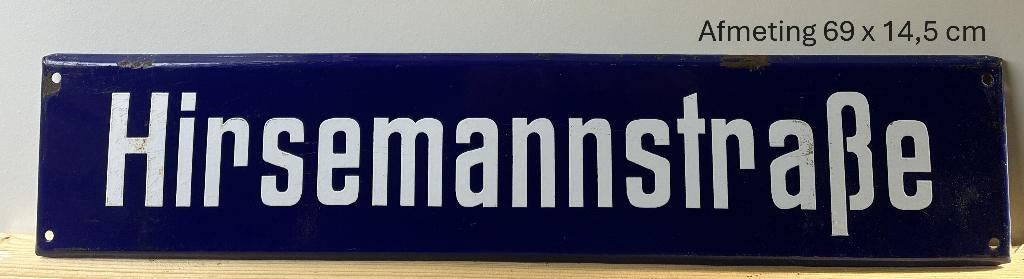 Afmeting 69 x 14,5 cm
Hirsemannstraße